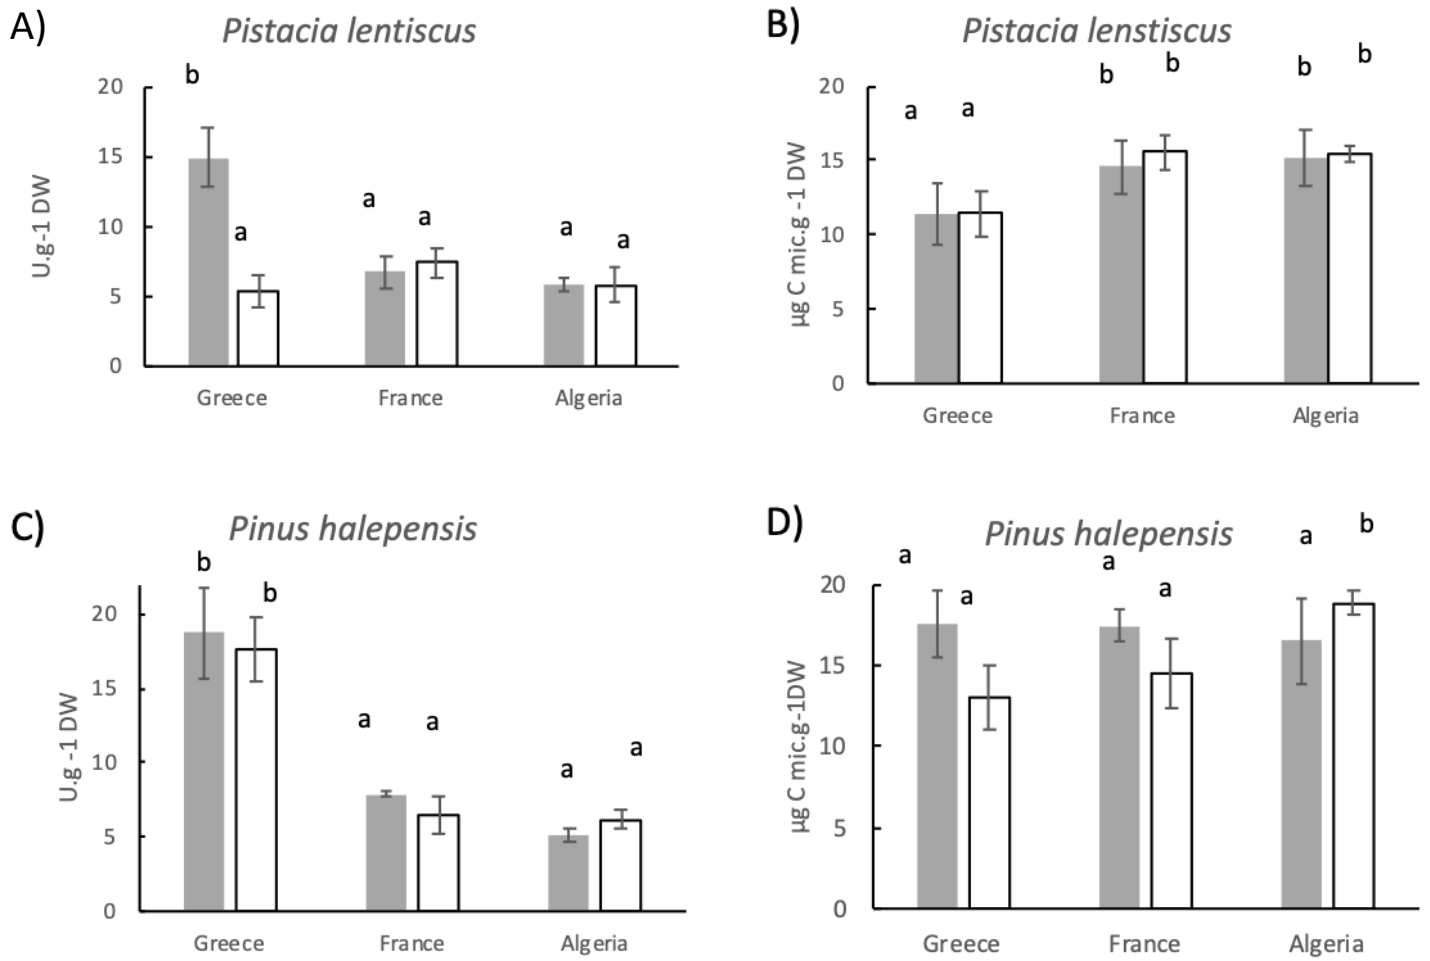 A)
Pistacia lentiscus
U.g-1 DW
20
15
10
5
0
b
a
a
a
a
a
Greece
France
Algeria
B)
Pistacia lenstiscus
µg C mic.g -1 DW
20
15
10
5
0
a
a
b
b
b
b
Greece
France
Algeria
C)
Pinus halepensis
U.g -1 DW
20
15
10
5
0
b
b
a
a
a
a
Greece
France
Algeria
D)
Pinus halepensis
µg C mic.g-1DW
20
15
10
5
0
a
a
a
a
a
b
Greece
France
Algeria